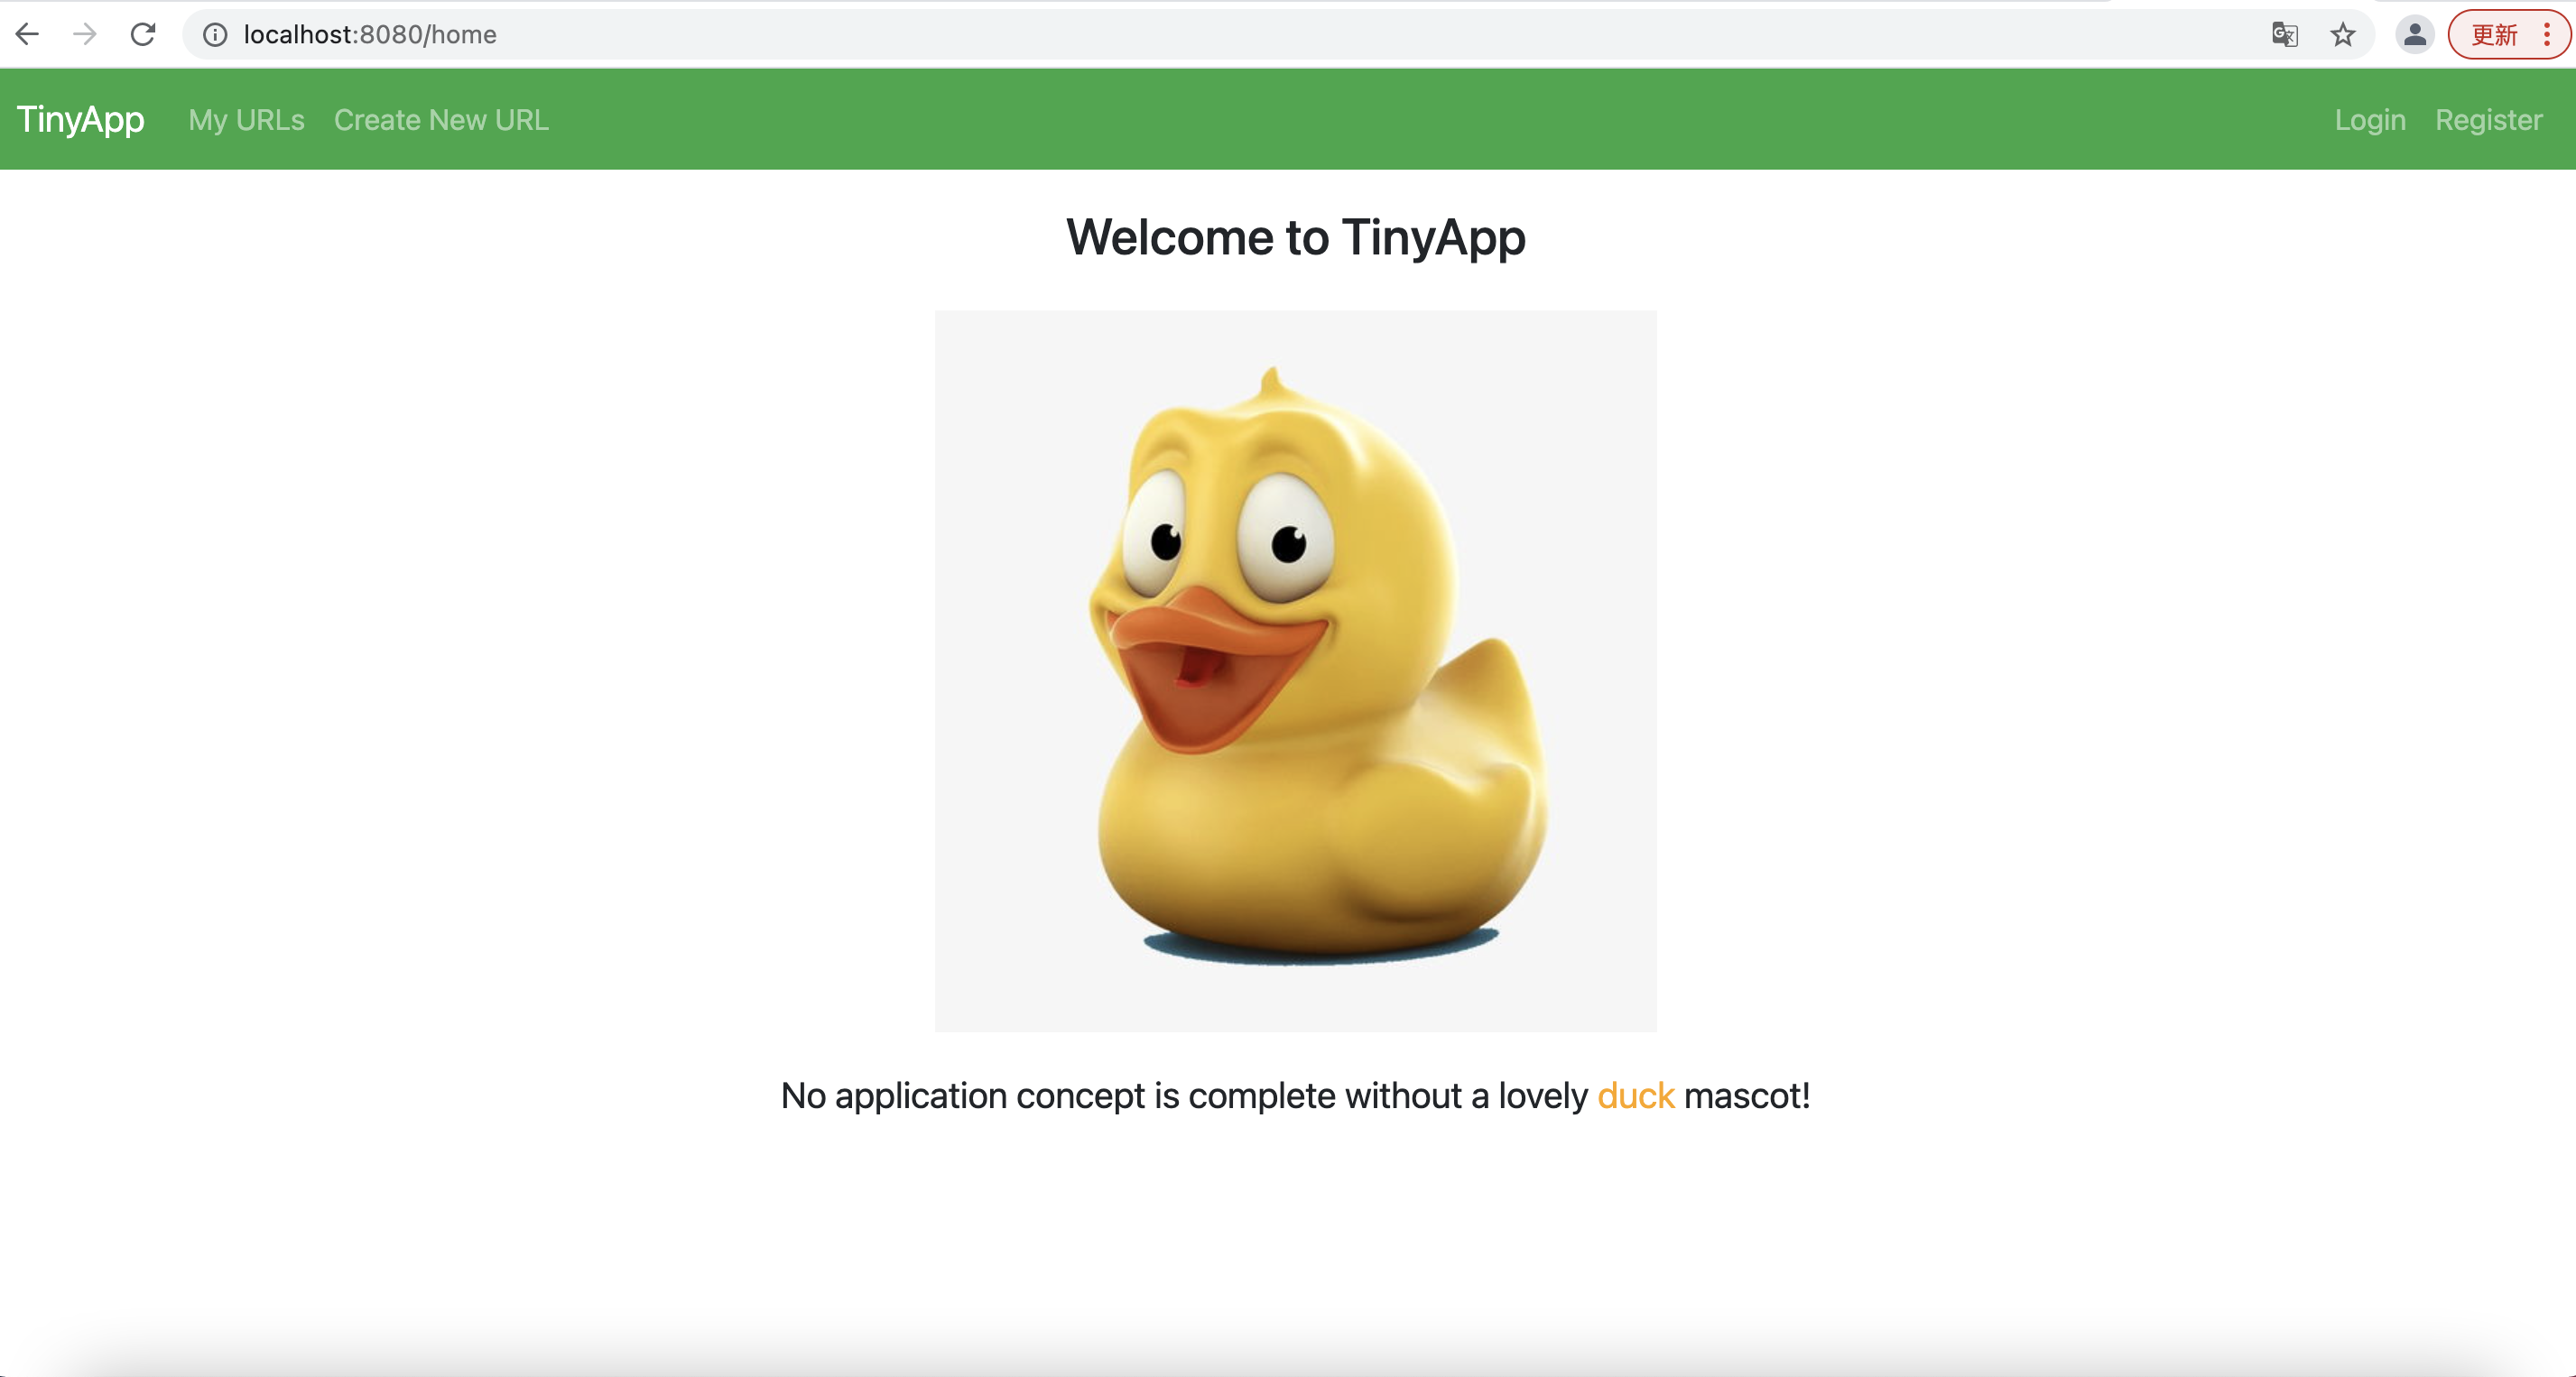 localhost:8080/home
更新
TinyApp My URLs Create New URL Login Register
Welcome to TinyApp
No application concept is complete without a lovely duck mascot!